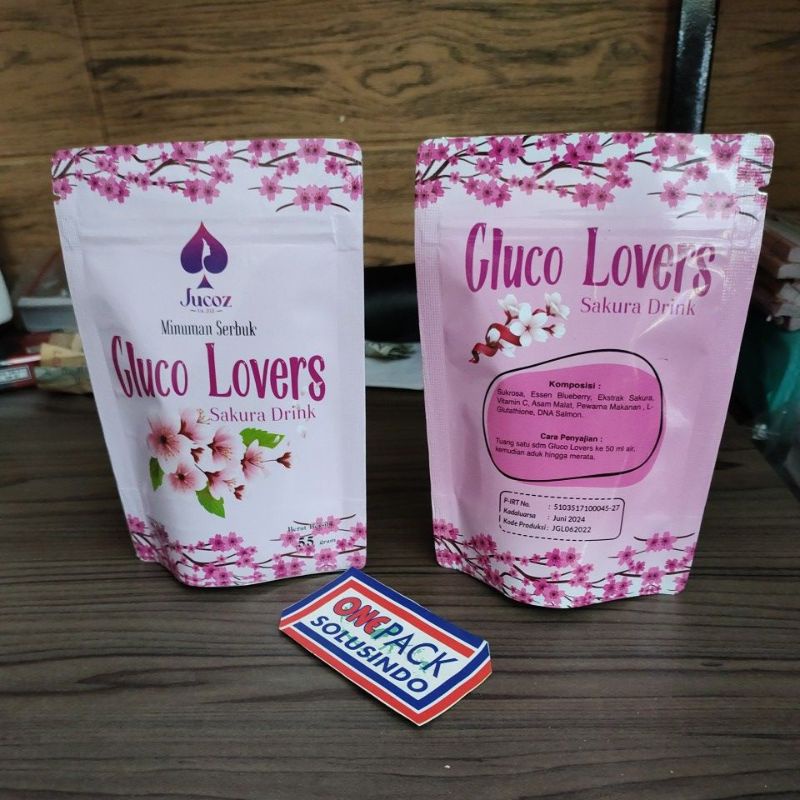 Jucoz
Minuman Serbuk
Gluco Lovers
Sakura Drink
55 gram
Gluco Lovers
Sakura Drink
Komposisi :
Sukrosa, Essen Blueberry, Ekstrak Sakura,
Vitamin C, Asam Malat, Pewarna Makanan , L-
Glutathione, DNA Salmon.
Cara Penyajian :
Tuang satu sdm Gluco Lovers ke 50 ml air,
kemudian aduk hingga merata.
P-IRT No. : 5103517100045-27
Kadaluarsa : Juni 2024
Kode Produksi : JGL062022
ONEPACK
SOLUSINDO